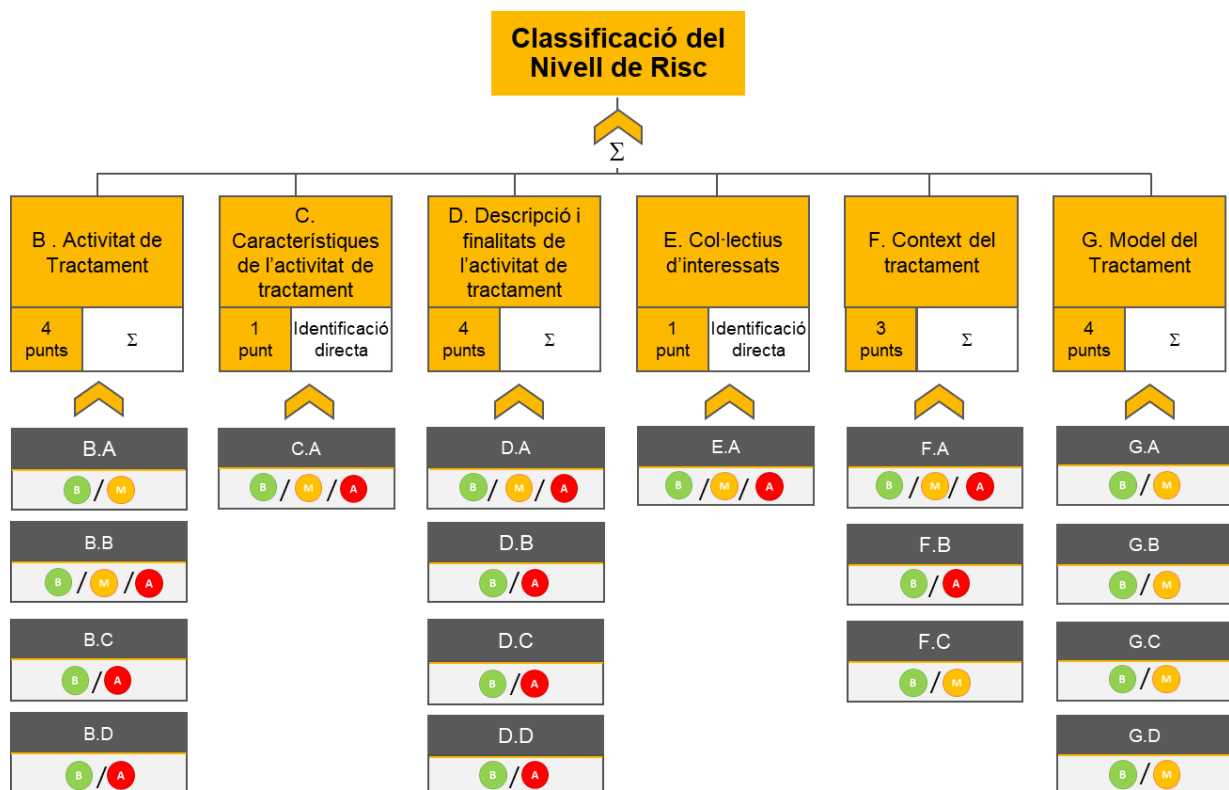 Classificació del
Nivell de Risc
Σ
B . Activitat de
Tractament
4
punts
Σ
C.
Característiques
de l’activitat de
tractament
1
punt
Identificació
directa
D. Descripció i
finalitats de
l’activitat de
tractament
4
punts
Σ
E. Col·lectius
d’interessats
1
punt
Identificació
directa
F. Context del
tractament
3
punts
Σ
G. Model del
Tractament
4
punts
Σ
B.A
B / M
B.B
B / M / A
B.C
B / A
B.D
B / A
C.A
B / M / A
D.A
B / M / A
D.B
B / A
D.C
B / A
D.D
B / A
E.A
B / M / A
F.A
B / M / A
F.B
B / A
F.C
B / M
G.A
B / M
G.B
B / M
G.C
B / M
G.D
B / M